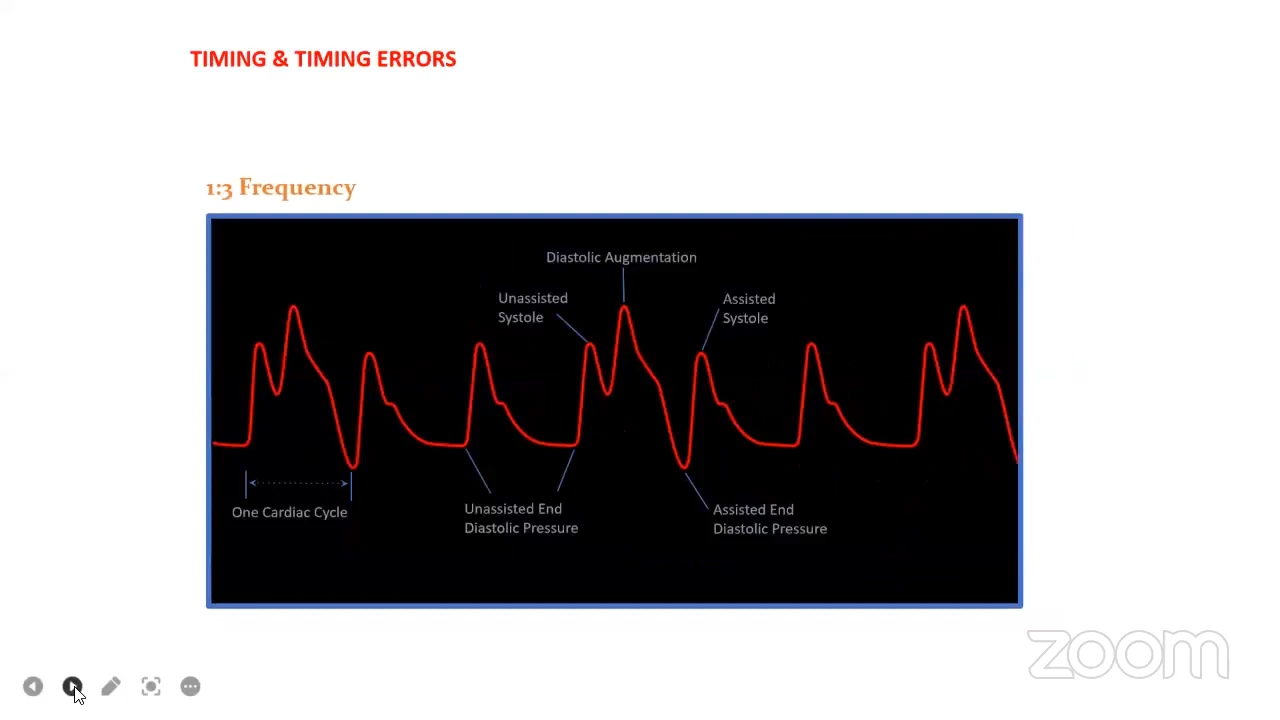 TIMING & TIMING ERRORS
1:3 Frequency
Diastolic Augmentation
Unassisted
Systole
Assisted
Systole
One Cardiac Cycle
Unassisted End
Diastolic Pressure
Assisted End
Diastolic Pressure
zoom